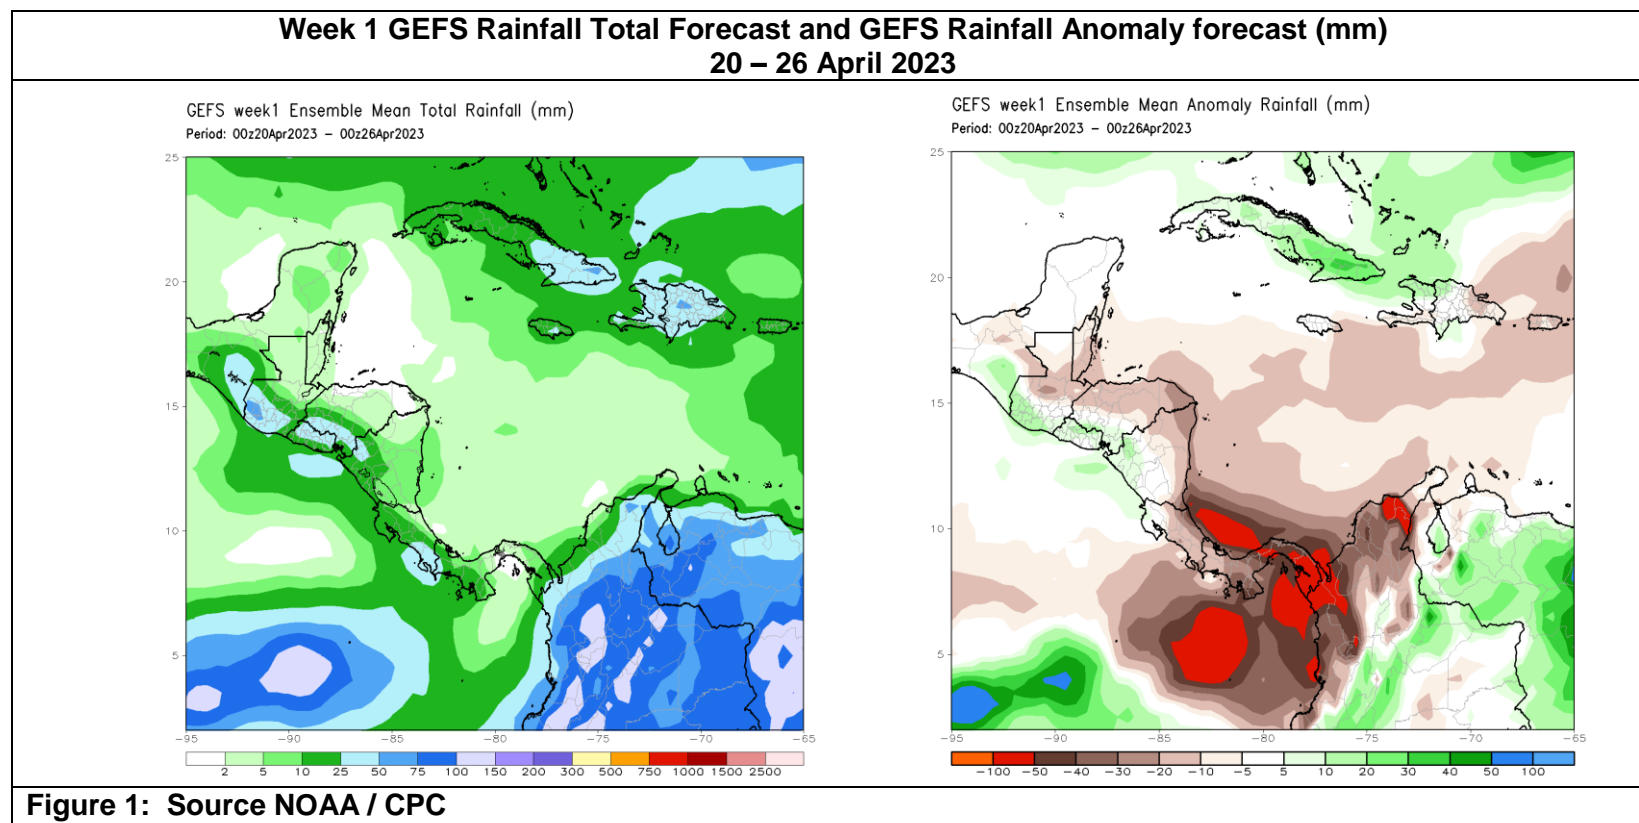 Week 1 GEFS Rainfall Total Forecast and GEFS Rainfall Anomaly forecast (mm)
20 – 26 April 2023
GEFS week1 Ensemble Mean Total Rainfall (mm)
Period: 00z20Apr2023 – 00z26Apr2023
25
20
15
10
5
−95 −90 −85 −80 −75 −70 −65
2 5 10 25 50 75 100 150 200 300 500 750 1000 1500 2500
GEFS week1 Ensemble Mean Anomaly Rainfall (mm)
Period: 00z20Apr2023 – 00z26Apr2023
25
20
15
10
5
−95 −90 −85 −80 −75 −70 −65
−100 −50 −40 −30 −20 −10 −5 5 10 20 30 40 50 100
Figure 1: Source NOAA / CPC